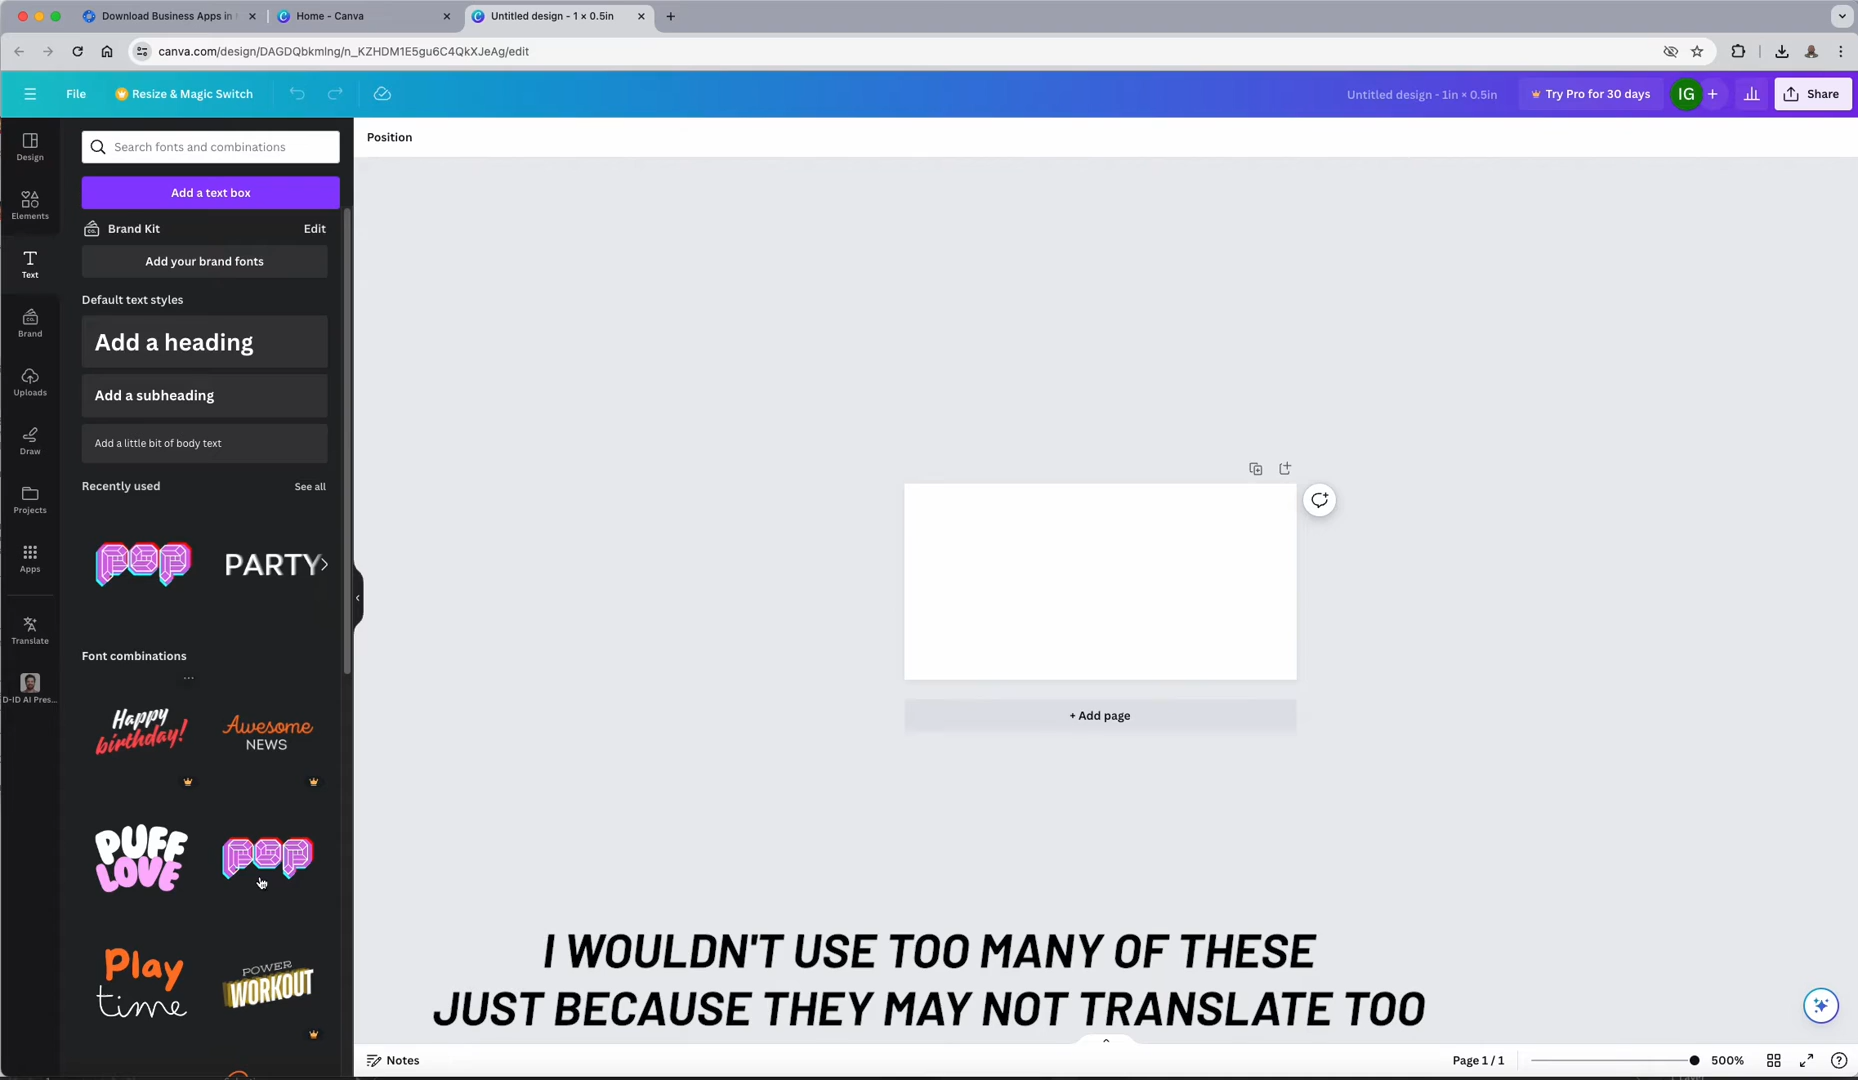 Download Business Apps in
Home - Canva
Untitled design - 1 × 0.5in
canva.com/design/DAGDQbkmlng/n_KZHDM1E5gu6C4QkXJeAg/edit
File
Resize & Magic Switch
Untitled design - 1in × 0.5in
Try Pro for 30 days
IG
Share
Design
Elements
Text
Brand
Uploads
Draw
Projects
Apps
Translate
D-ID AI Pres...
Search fonts and combinations
Add a text box
Brand Kit
Edit
Add your brand fonts
Default text styles
Add a heading
Add a subheading
Add a little bit of body text
Recently used
See all
POP
PARTY
Font combinations
Happy
birthday!
Awesome
NEWS
PUFF
LOVE
POP
Play
time
POWER
WORKOUT
Position
+ Add page
I WOULDN'T USE TOO MANY OF THESE
JUST BECAUSE THEY MAY NOT TRANSLATE TOO
Notes
Page 1 / 1
500%